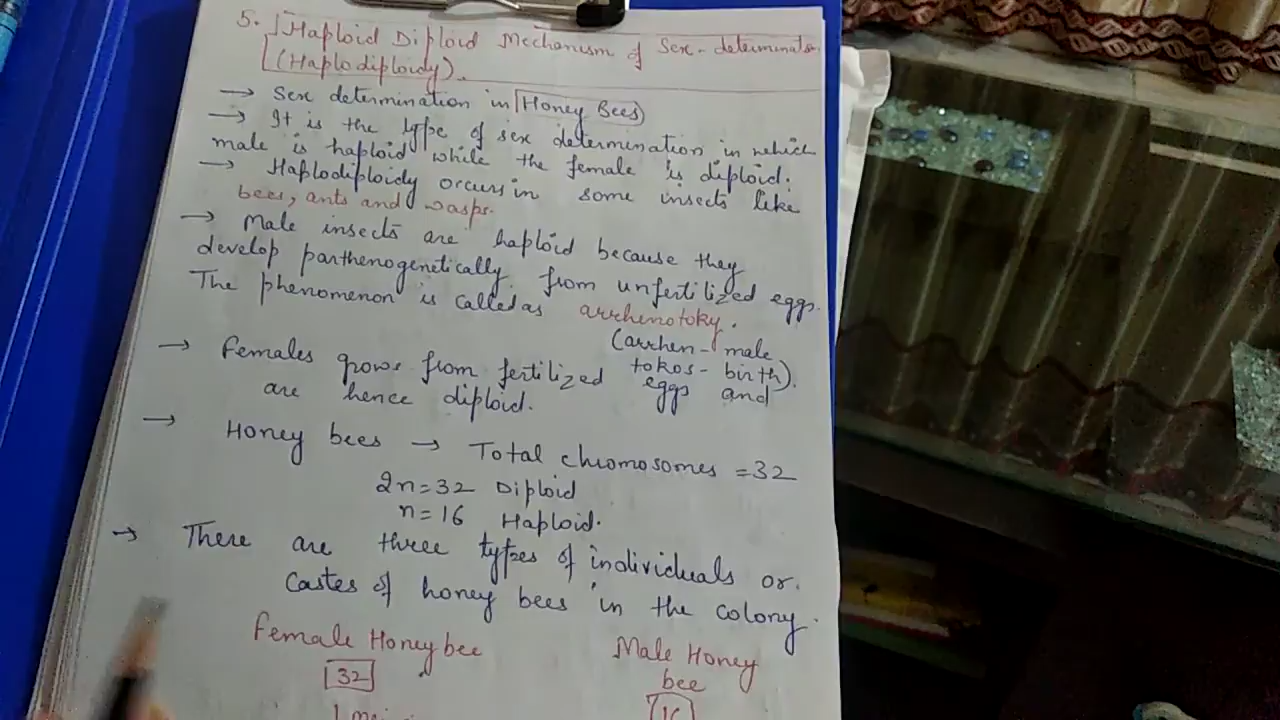 5. Haploid Diploid Mechanism of Sex-determination
(Haplodiploidy).
→ Sex determination in Honey Bees
→ It is the type of sex determination in which
male is haploid while the female is diploid.
→ Haplodiploidy occurs in some insects like
bees, ants and wasps.
→ Male insects are haploid because they
develop parthenogenetically from unfertilized eggs.
The phenomenon is called as arrhenotoky.
(arrhen - male
tokos - birth).
→ Females grows from fertilized eggs and
are hence diploid.
→ Honey bees → Total chromosomes = 32
2n = 32 Diploid
n = 16 Haploid.
→ There are three types of individuals or
Castes of honey bees in the colony.
Female Honey bee
Male Honey
bee
32
16